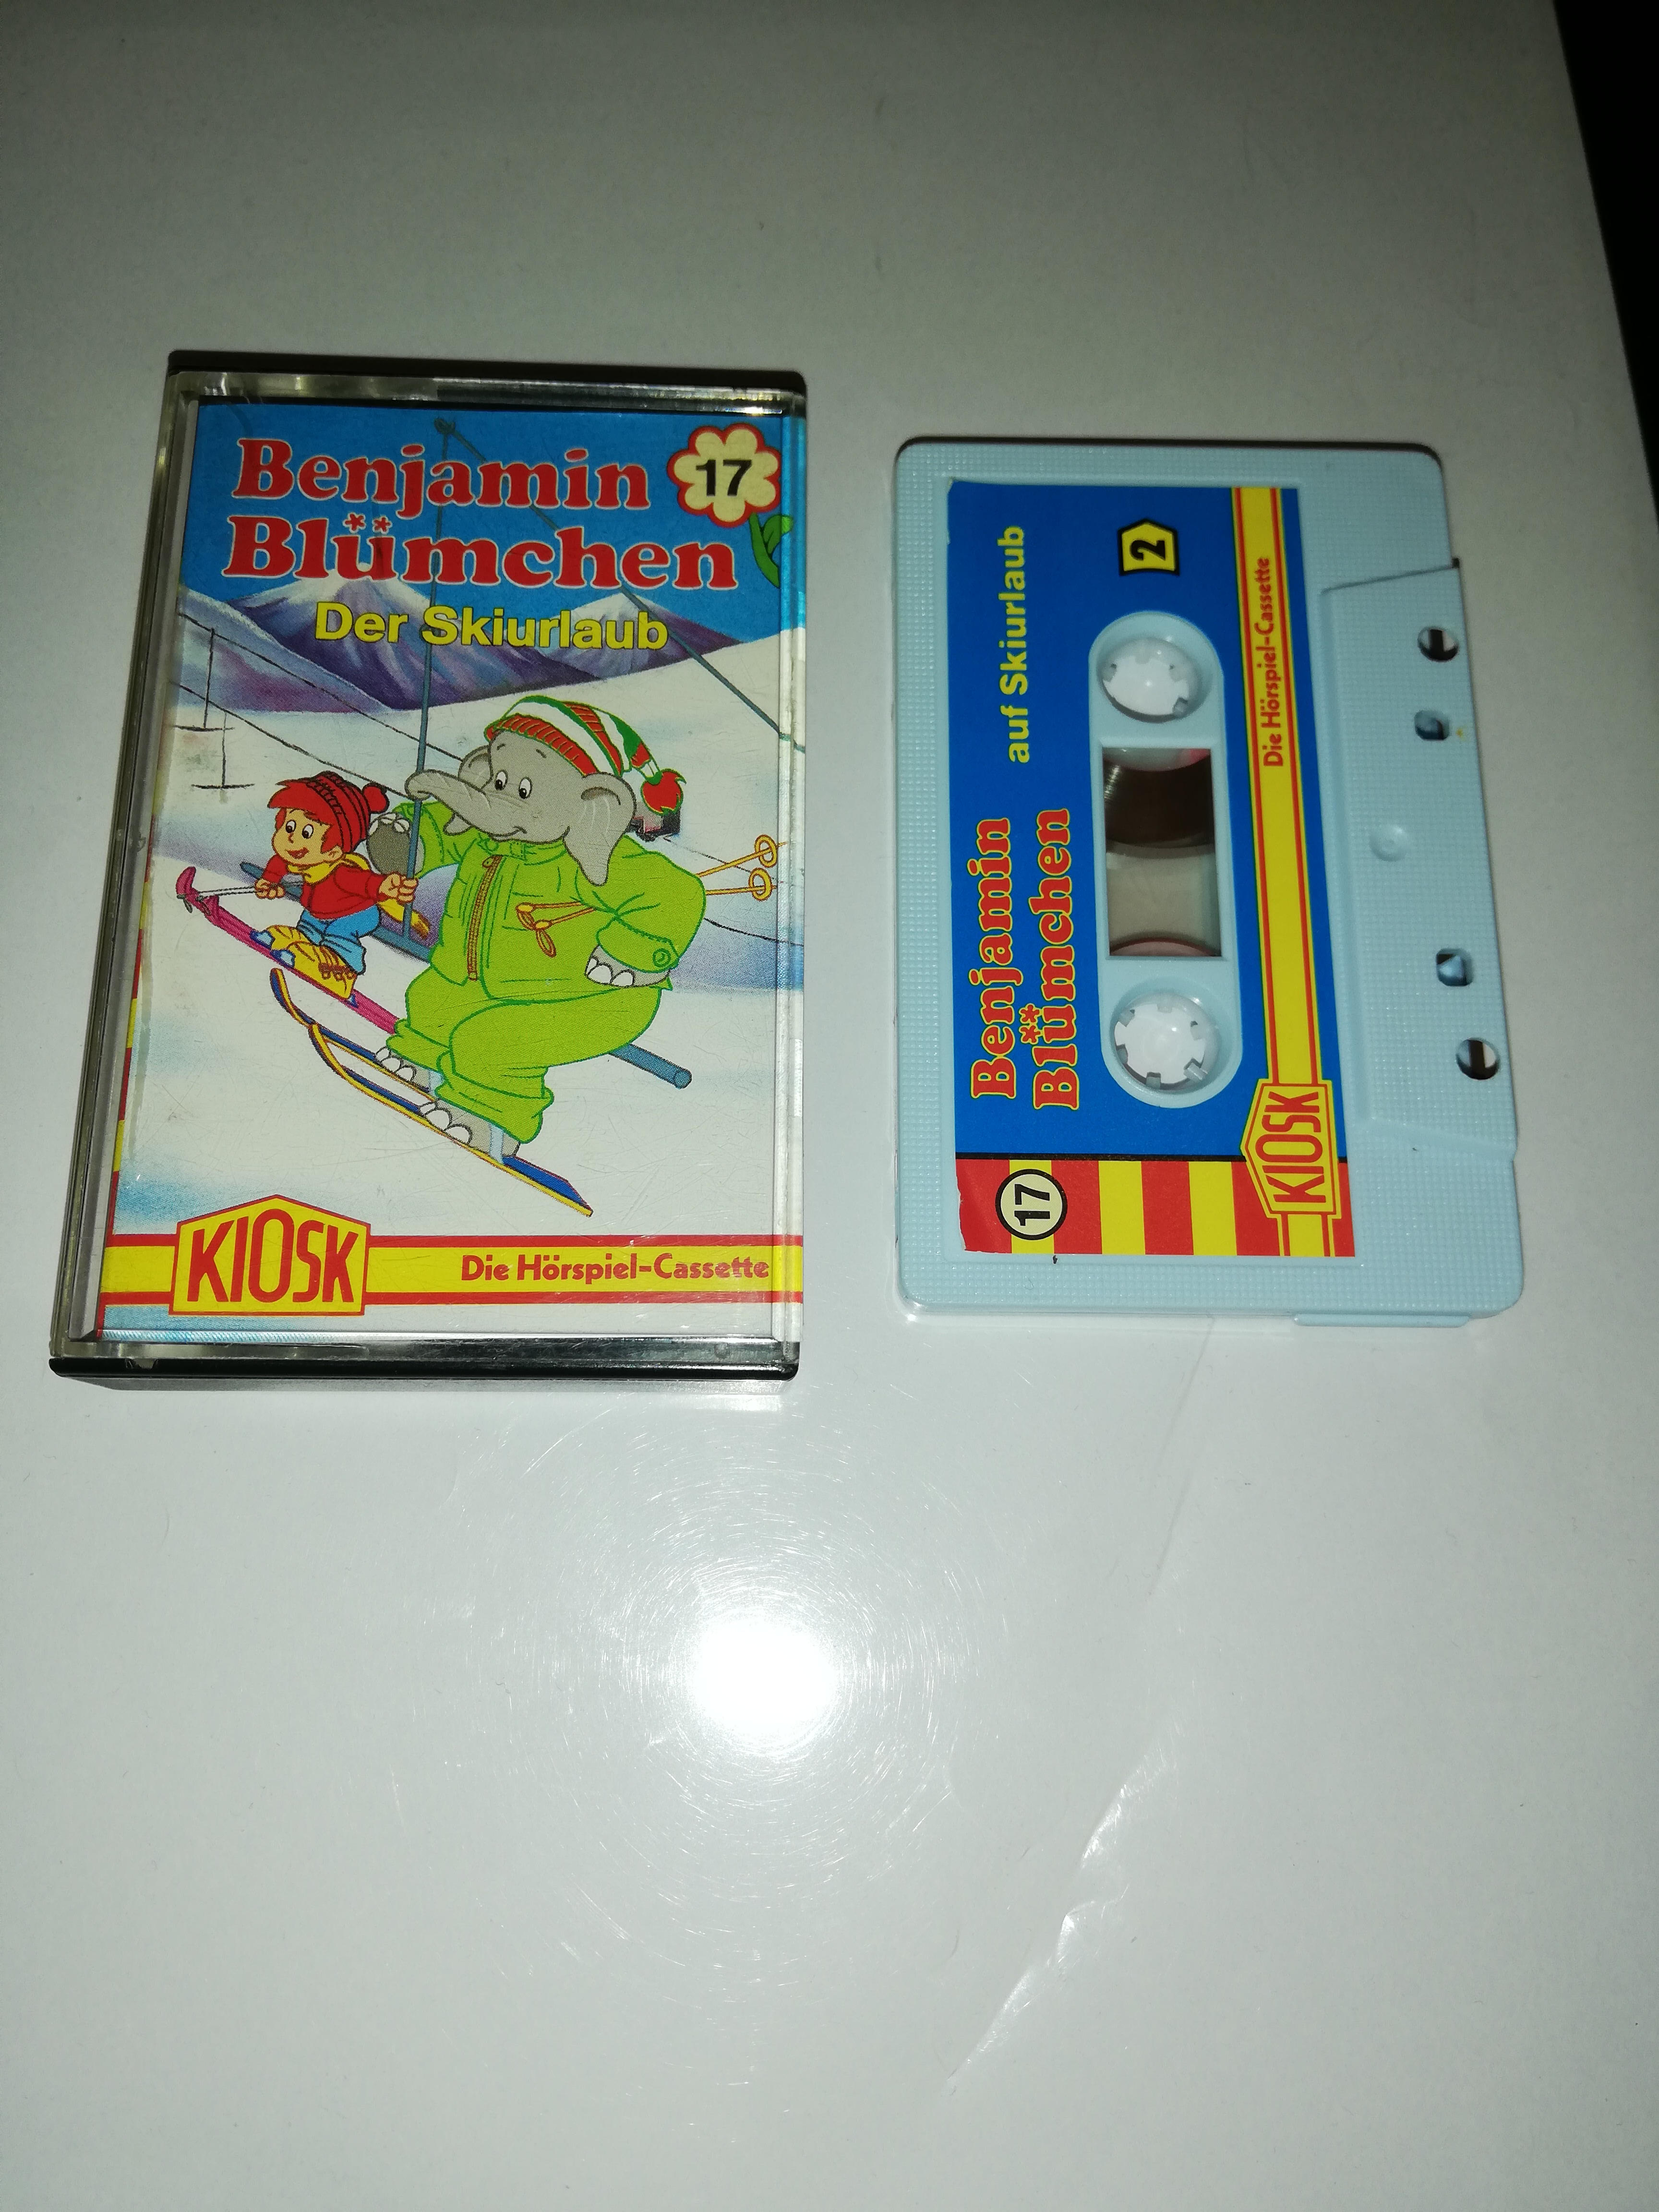 Benjamin
Blümchen
17
Der Skiurlaub
KIOSK
Die Hörspiel-Cassette
Benjamin
Blümchen
auf Skiurlaub
2
17
KIOSK
Die Hörspiel-Cassette